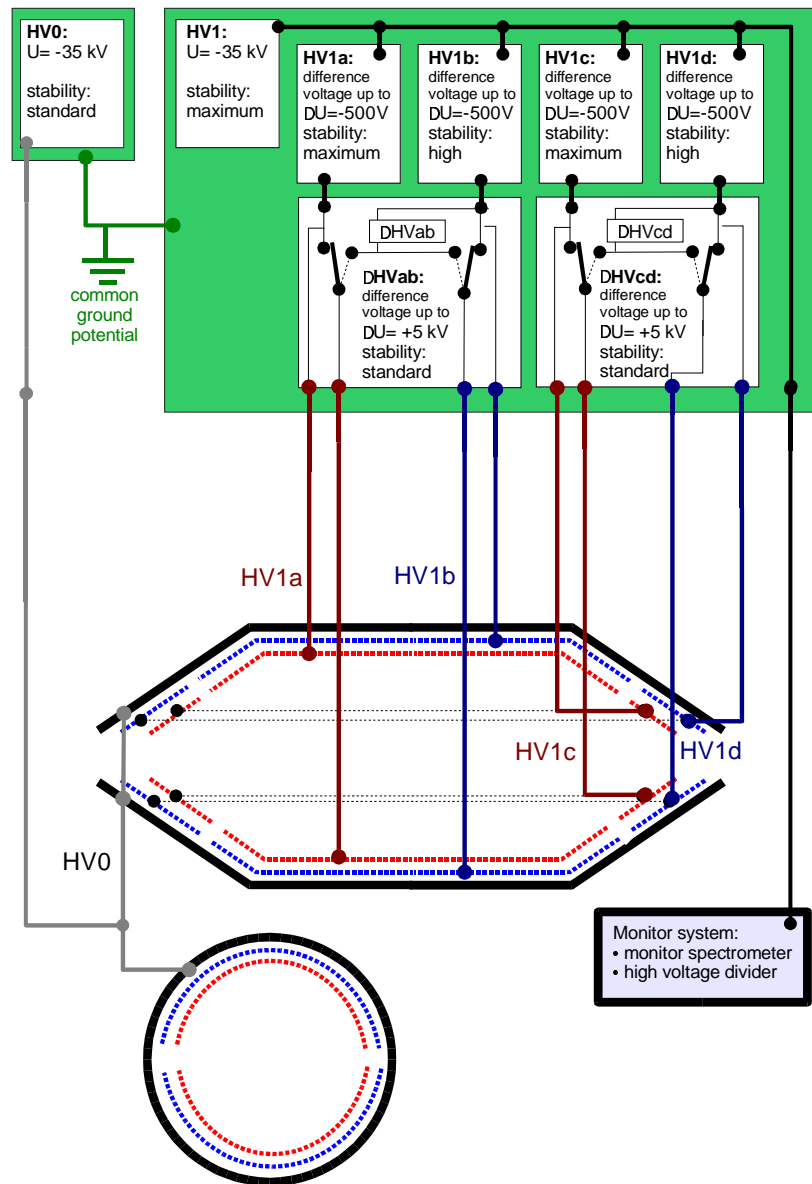 HV0:
U= -35 kV
stability:
standard
HV1:
U= -35 kV
stability:
maximum
HV1a:
difference
voltage up to
DU=-500V
stability:
maximum
HV1b:
difference
voltage up to
DU=-500V
stability:
high
HV1c:
difference
voltage up to
DU=-500V
stability:
maximum
HV1d:
difference
voltage up to
DU=-500V
stability:
high
DHVab
DHVab:
difference
voltage up to
DU= +5 kV
stability:
standard
DHVcd
DHVcd:
difference
voltage up to
DU= +5 kV
stability:
standard
common
ground
potential
HV1a
HV1b
HV1c
HV1d
HV0
Monitor system:
• monitor spectrometer
• high voltage divider